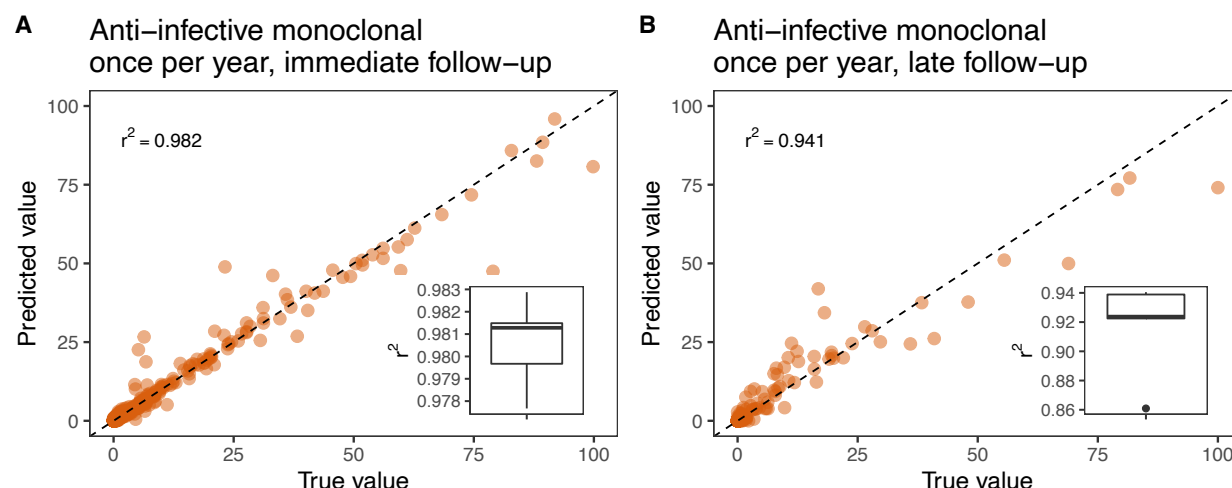 A
Anti−infective monoclonal
once per year, immediate follow−up
r² = 0.982
Predicted value
100
75
50
25
0
0
25
50
75
100
True value
r²
0.983
0.982
0.981
0.980
0.979
0.978
B
Anti−infective monoclonal
once per year, late follow−up
r² = 0.941
Predicted value
100
75
50
25
0
0
25
50
75
100
True value
r²
0.94
0.92
0.90
0.88
0.86